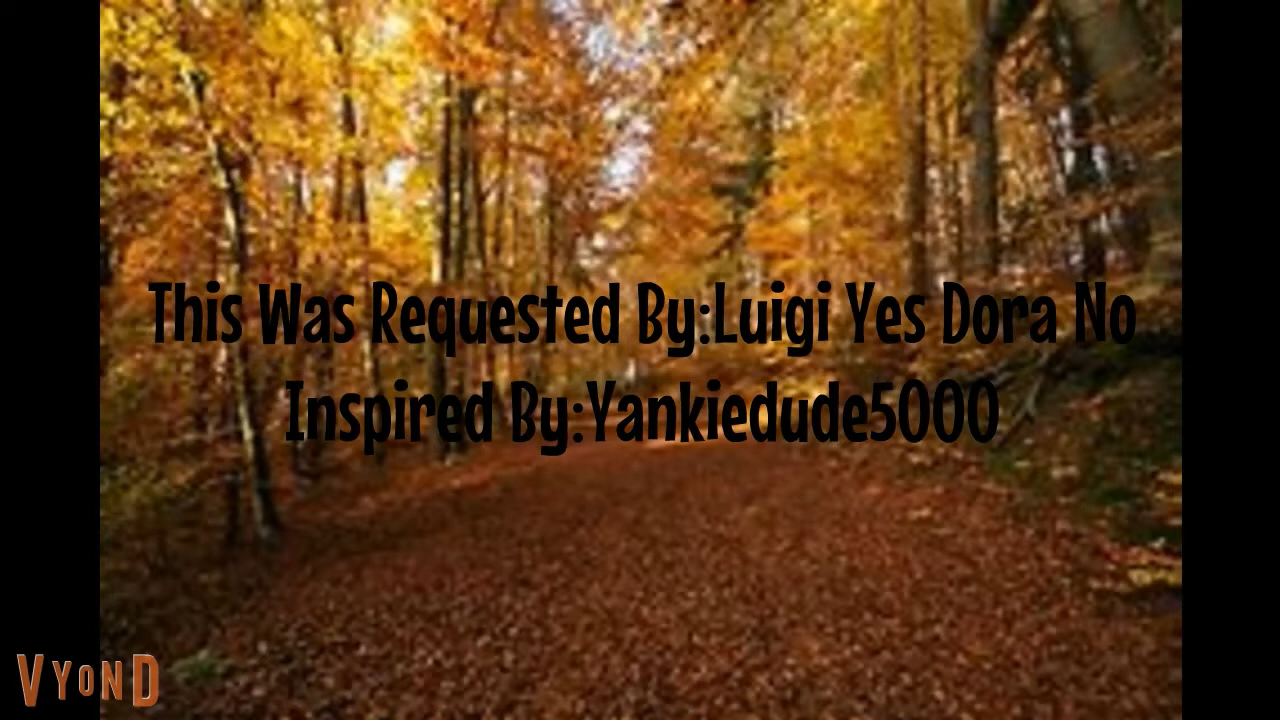 This Was Requested By:Luigi Yes Dora No
Inspired By:Yankiedude5000
VYOND